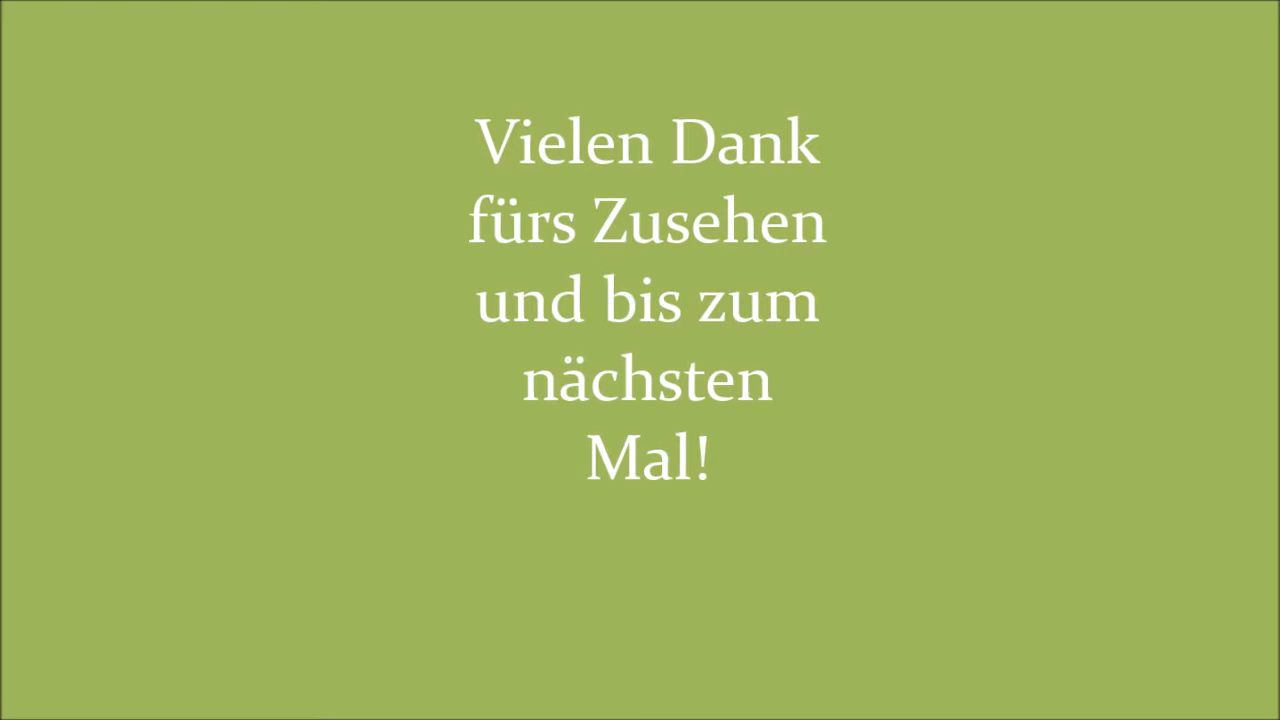 Vielen Dank
fürs Zusehen
und bis zum
nächsten
Mal!